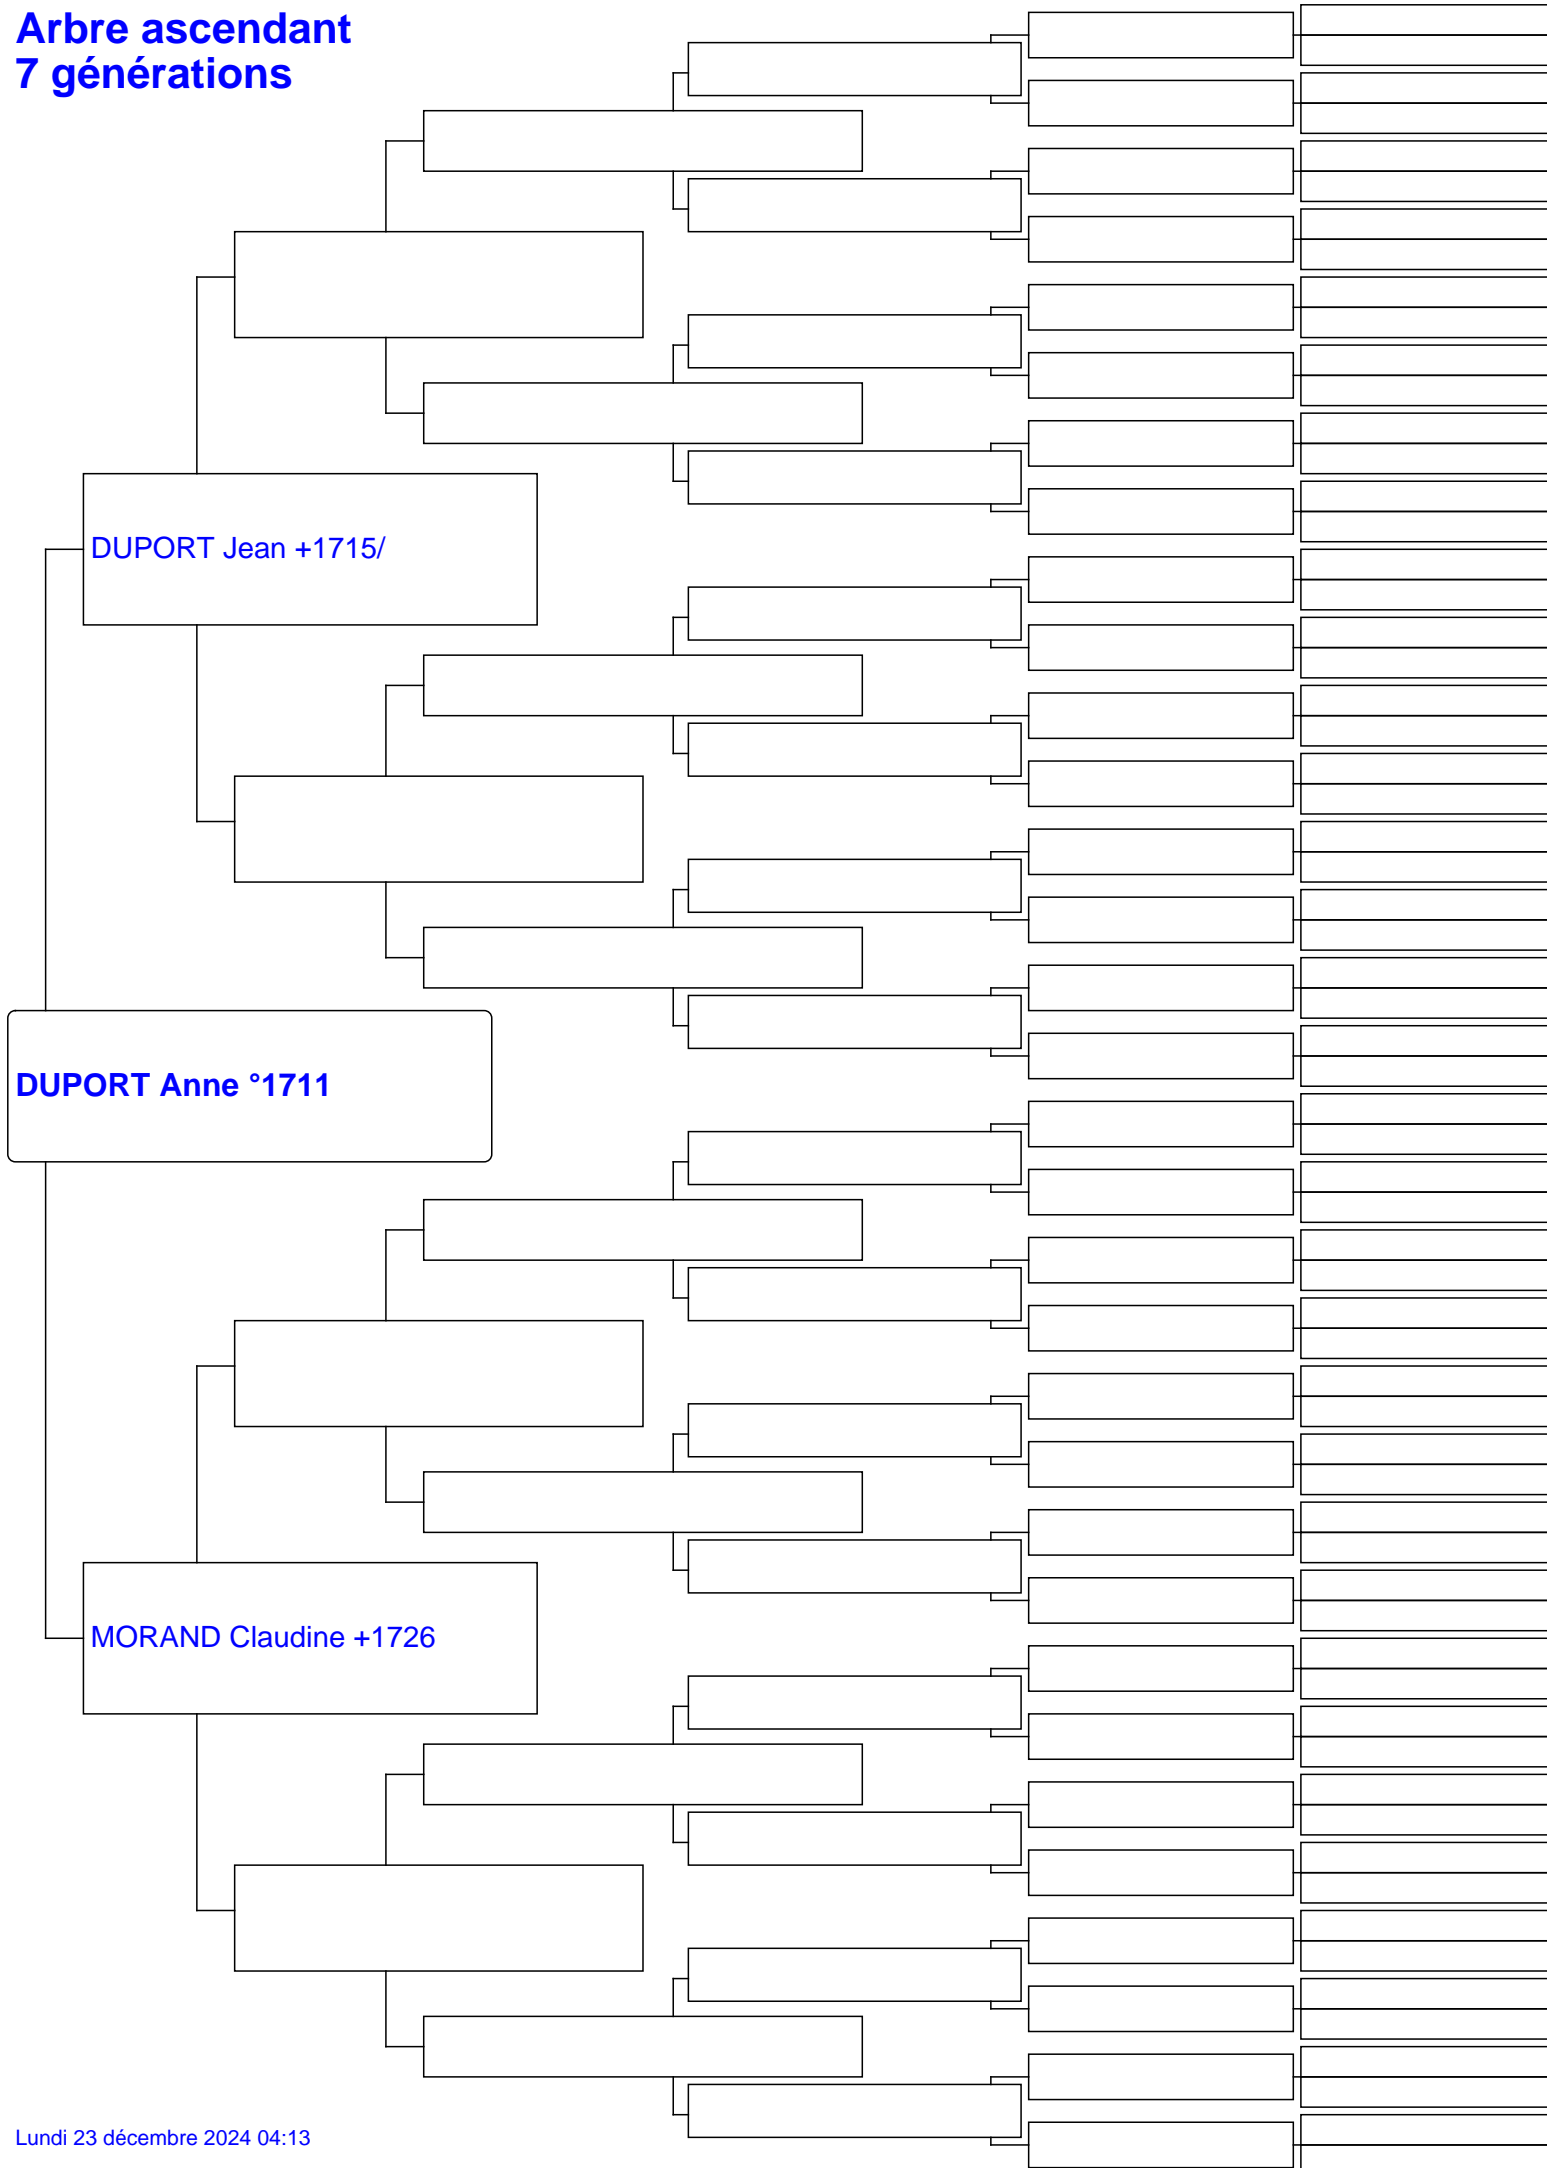 Arbre ascendant
7 générations
DUPORT Jean +1715/
DUPORT Anne °1711
MORAND Claudine +1726
Lundi 23 décembre 2024 04:13